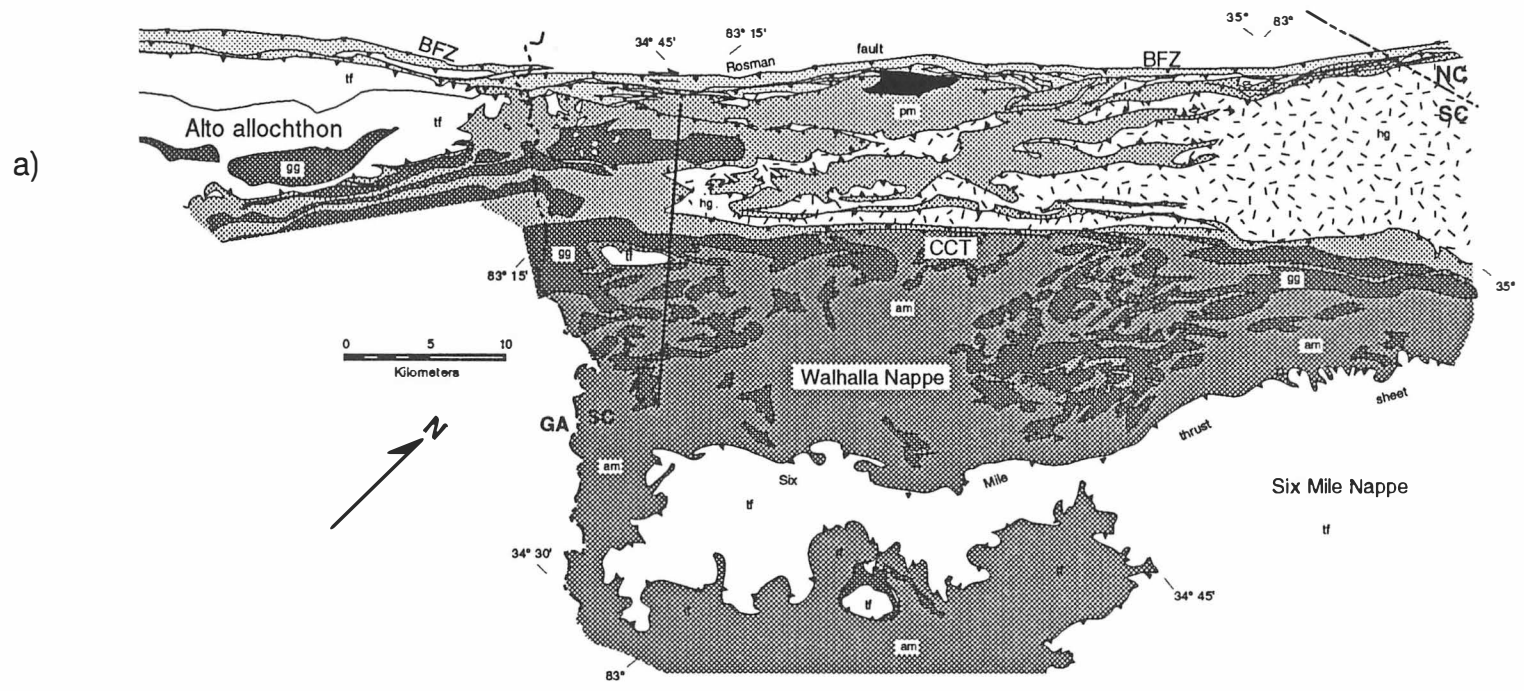 a)
BFZ
J
34° 45'
83° 15'
Rosman
fault
BFZ
35°
83°
NC
SC
tf
tf
Alto allochthon
gg
pm
hg
hg
83° 15'
gg
tf
CCT
am
gg
35°
am
0
5
10
Kilometers
Walhalla Nappe
N
GA
SC
am
Six
Mile
thrust
sheet
tf
Six Mile Nappe
tf
34° 30'
tf
tf
tf
tf
34° 45'
am
83°